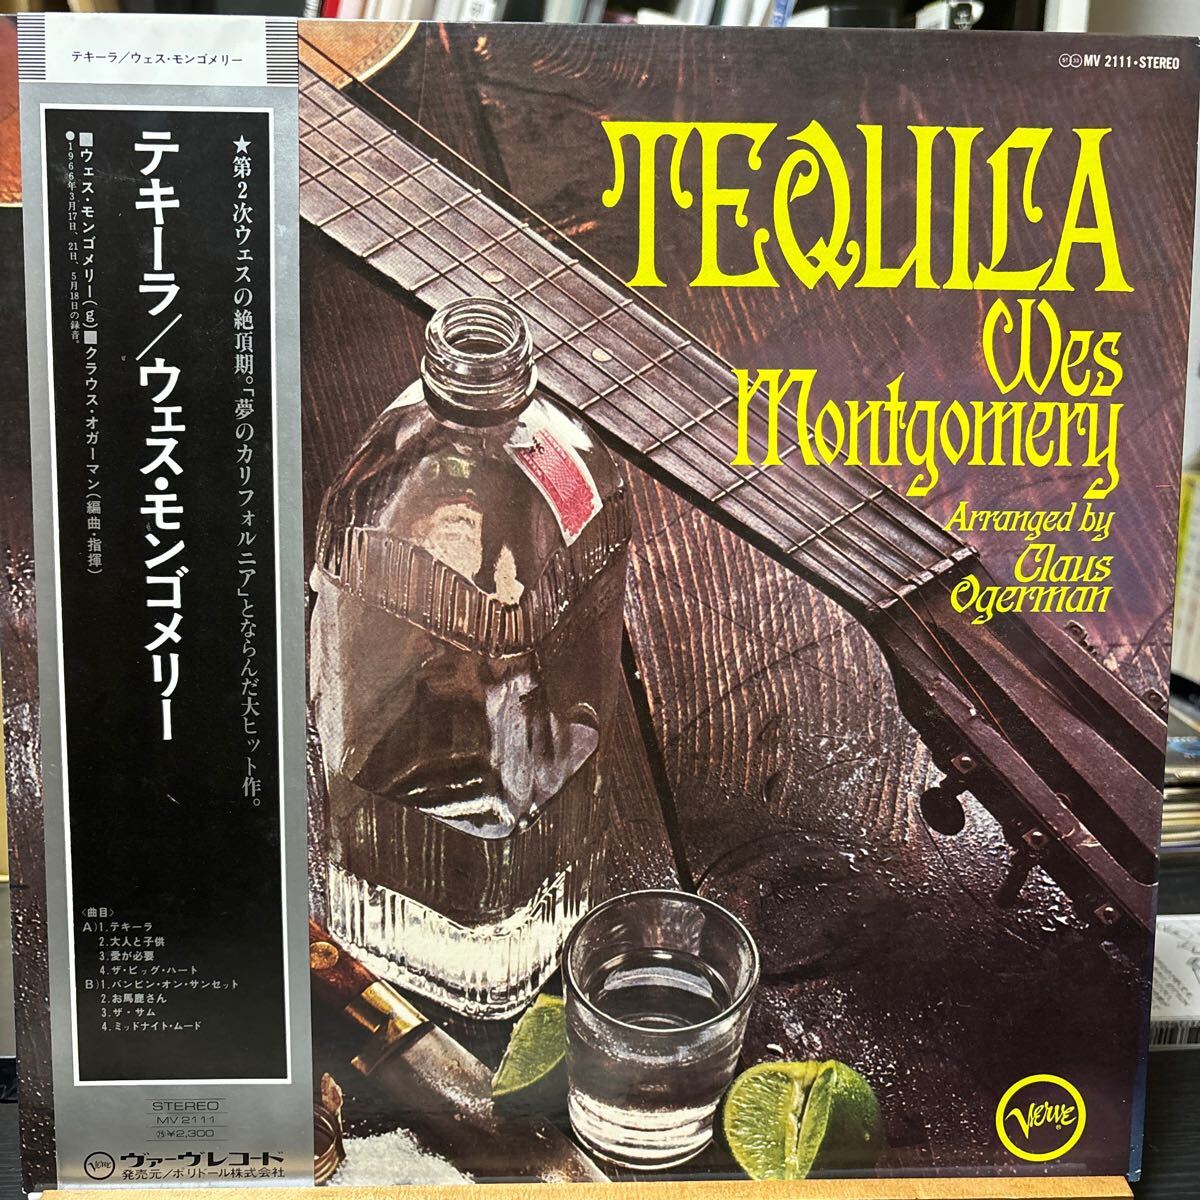 テキーラ/ウェス・モンゴメリー
★第2次ウェスの絶頂期。「夢のカリフォルニア」とならんだ大ヒット作。
テキーラ/ウェス・モンゴメリー
■ウェス・モンゴメリー(g)■クラウス・オガーマン(編曲・指揮)
●1966年3月17日、21日、5月18日の録音。
〈曲目〉
A)1.テキーラ
2.大人と子供
3.愛が必要
4.ザ・ビッグ・ハート
B)1.バンピン・オン・サンセット
2.お馬鹿さん
3.ザ・サム
4.ミッドナイト・ムード
STEREO
MV 2111
㉕¥2,300
VERVE ヴァーヴレコード
発売元/ポリドール株式会社
ST 33 MV 2111・STEREO
TEQUILA
Wes
Montgomery
Arranged by
Claus
Ogerman
VERVE®